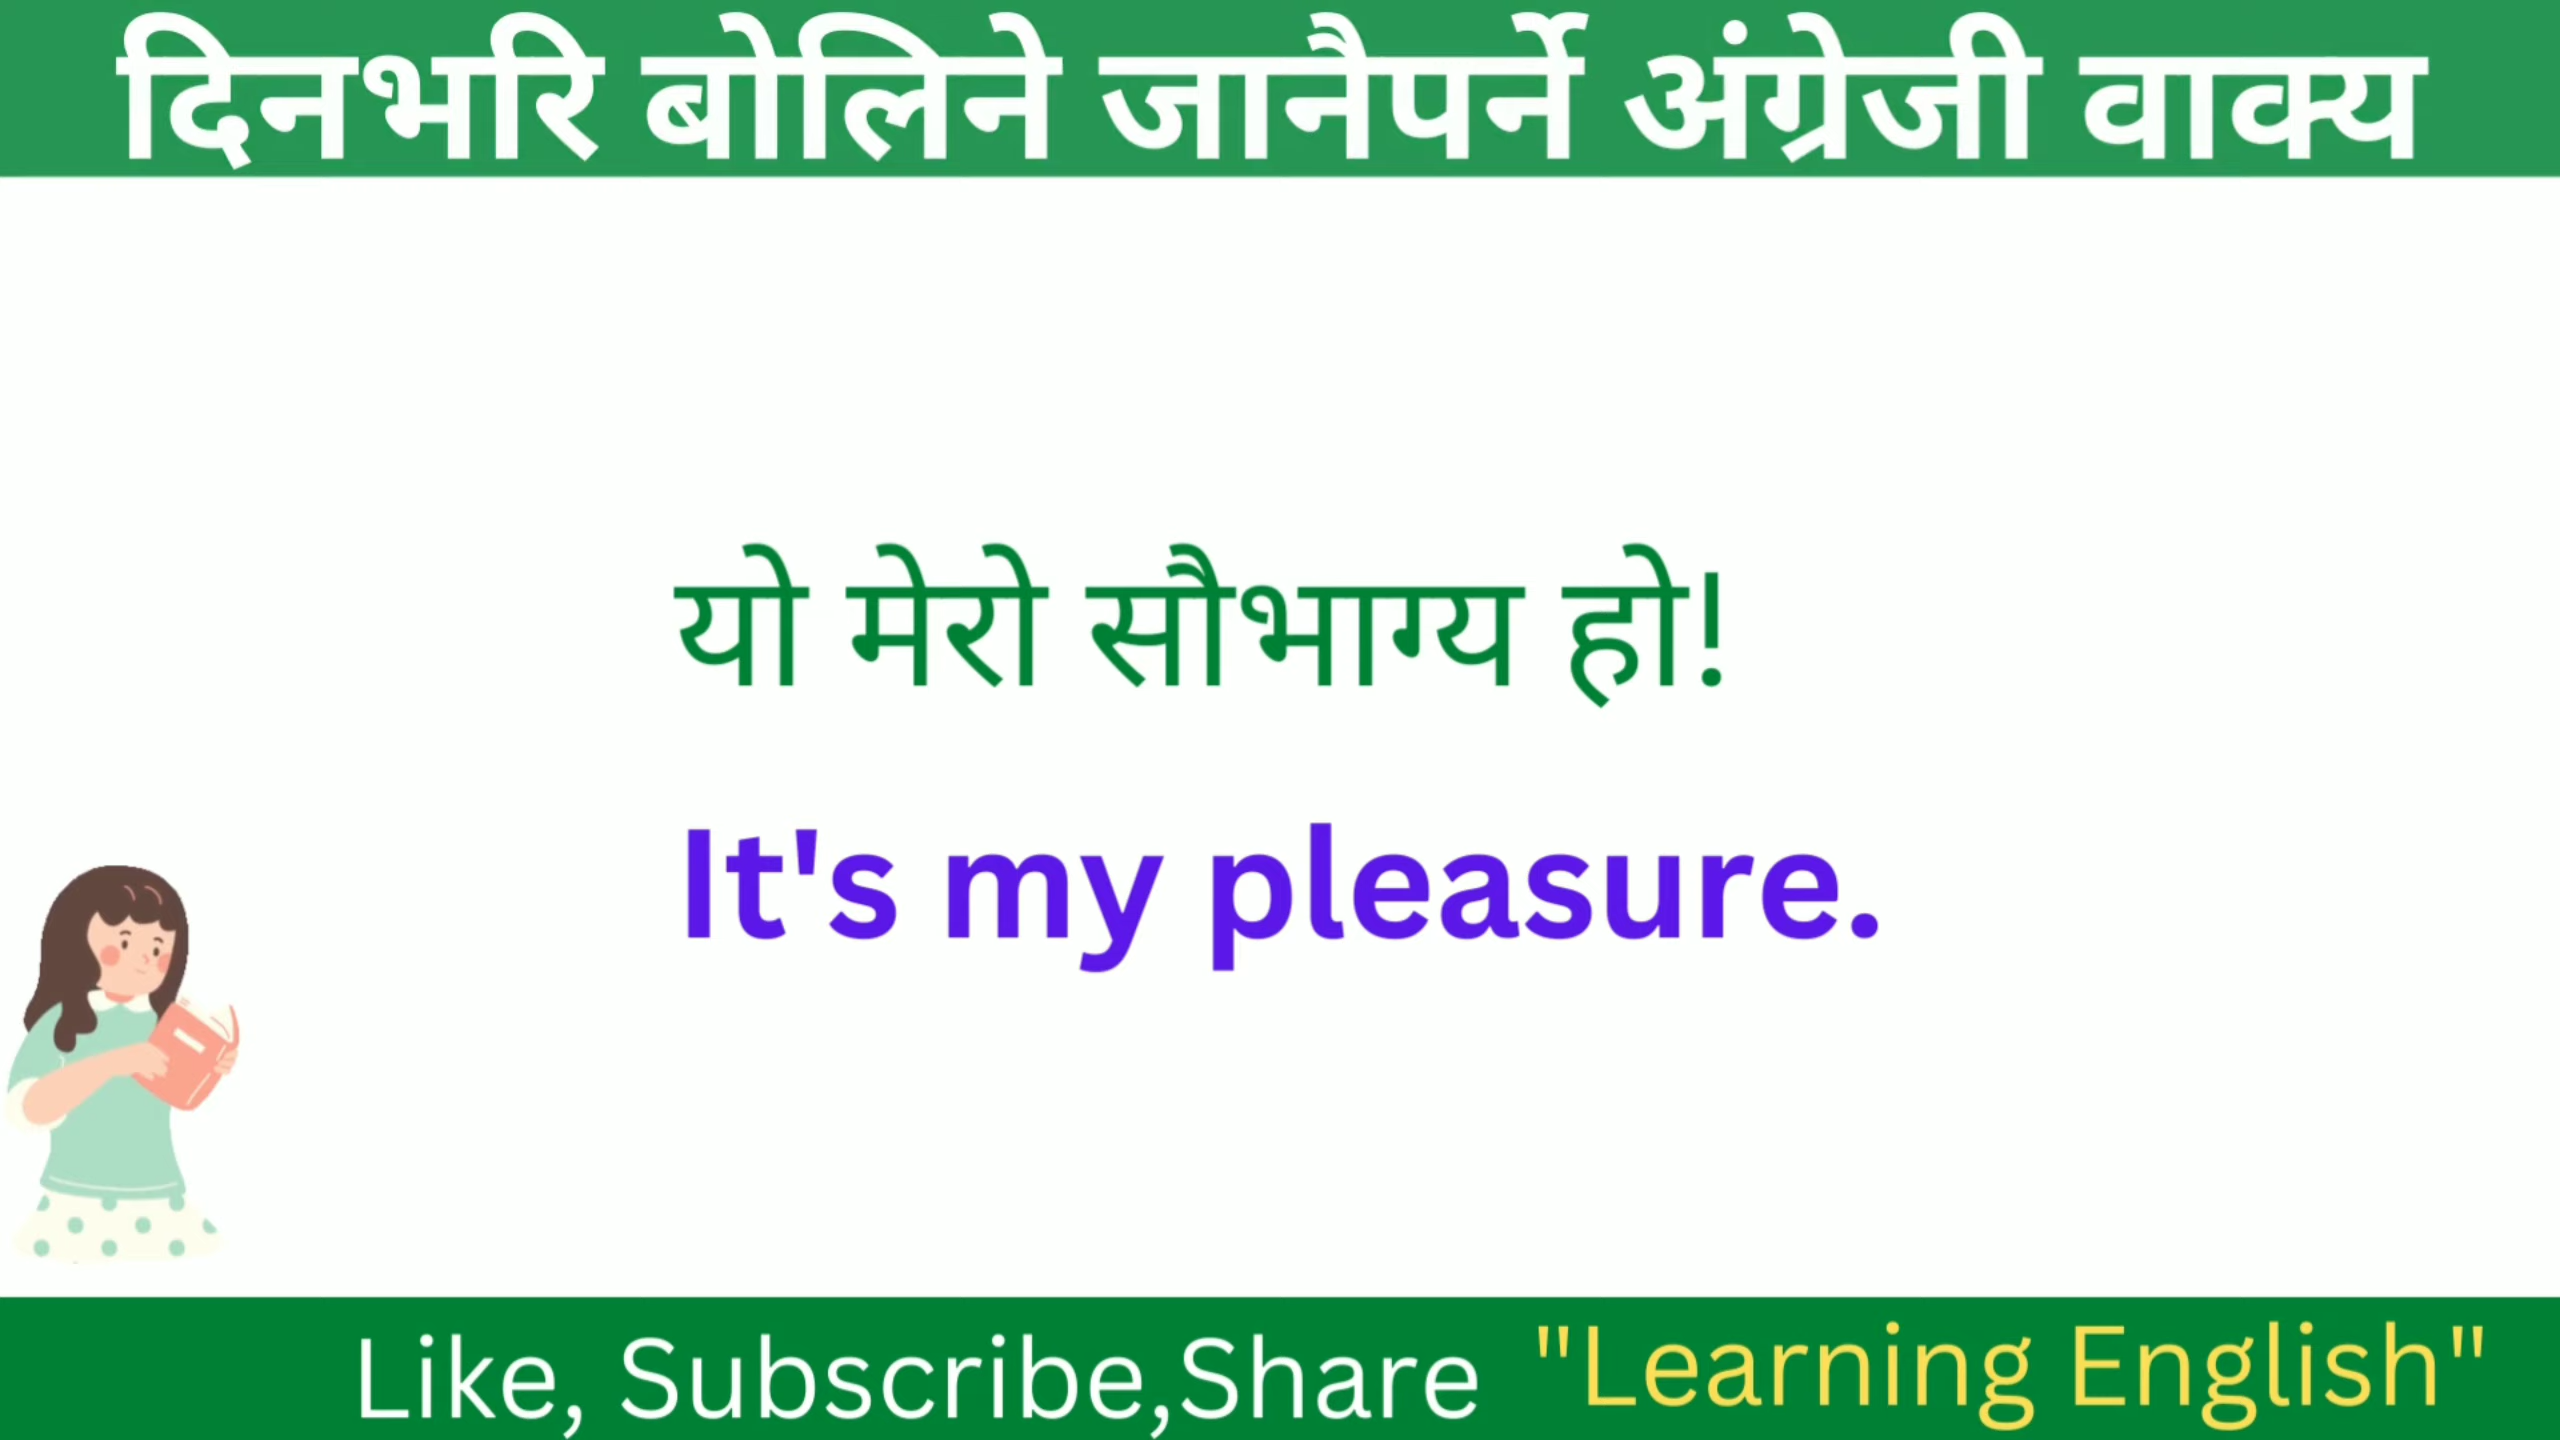 दिनभरि बोलिने जानैपर्ने अंग्रेजी वाक्य
यो मेरो सौभाग्य हो!
It's my pleasure.
Like, Subscribe,Share "Learning English"